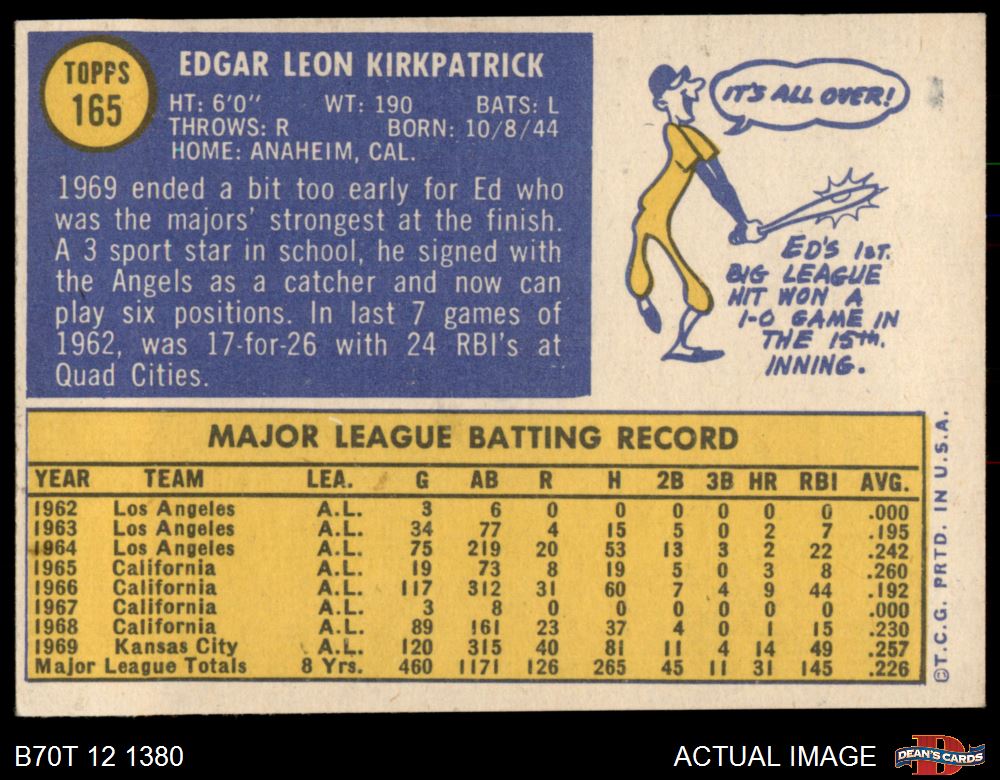 TOPPS
165
EDGAR LEON KIRKPATRICK
HT: 6'0" WT: 190 BATS: L
THROWS: R BORN: 10/8/44
HOME: ANAHEIM, CAL.
1969 ended a bit too early for Ed who
was the majors' strongest at the finish.
A 3 sport star in school, he signed with
the Angels as a catcher and now can
play six positions. In last 7 games of
1962, was 17-for-26 with 24 RBI's at
Quad Cities.
IT'S ALL OVER!
ED'S 1ST.
BIG LEAGUE
HIT WON A
1-0 GAME IN
THE 15TH.
INNING.
MAJOR LEAGUE BATTING RECORD
YEAR TEAM LEA. G AB R H 2B 3B HR RBI AVG.
1962 Los Angeles A.L. 3 6 0 0 0 0 0 0 .000
1963 Los Angeles A.L. 34 77 4 15 5 0 2 7 .195
1964 Los Angeles A.L. 75 219 20 53 13 3 2 22 .242
1965 California A.L. 19 73 8 19 5 0 3 8 .260
1966 California A.L. 117 312 31 60 7 4 9 44 .192
1967 California A.L. 3 8 0 0 0 0 0 0 .000
1968 California A.L. 89 161 23 37 4 0 1 15 .230
1969 Kansas City A.L. 120 315 40 81 11 4 14 49 .257
Major League Totals 8 Yrs. 460 1171 126 265 45 11 31 145 .226
©T.C.G. PRTD. IN U.S.A.
B70T 12 1380
ACTUAL IMAGE
D
DEAN'S CARDS